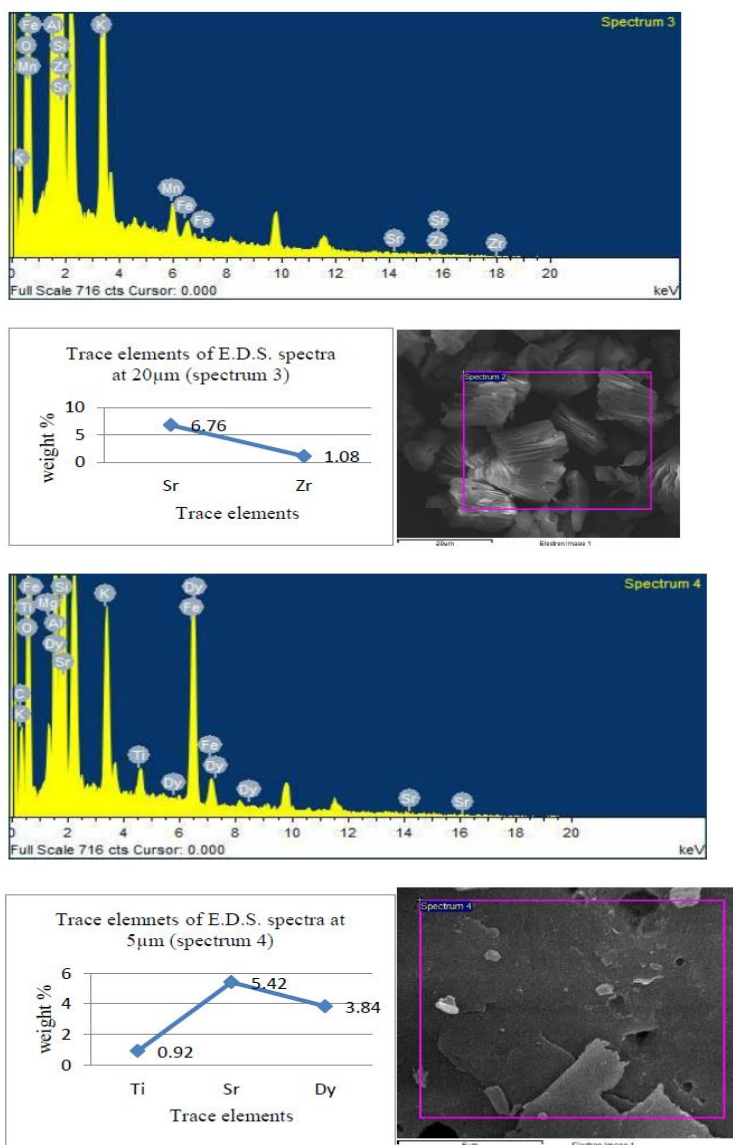 Spectrum 3
Fe Al K
O Si
Mn Zr
Sr
K
Mn
Fe
Fe
Sr
Sr Zr Zr
0 2 4 6 8 10 12 14 16 18 20
Full Scale 716 cts Cursor: 0.000 keV
Trace elements of E.D.S. spectra
at 20µm (spectrum 3)
10
5
0
weight %
6.76
1.08
Sr Zr
Trace elements
Spectrum 2
20µm Electron Image 1
Spectrum 4
Fe Si K Dy
Ti Mg Fe
O Al
Dy
Sr
C
K
Ti
Dy
Fe
Dy
Dy
Sr Sr
0 2 4 6 8 10 12 14 16 18 20
Full Scale 716 cts Cursor: 0.000 keV
Trace elemnets of E.D.S. spectra at
5µm (spectrum 4)
6
4
2
0
weight %
0.92
5.42
3.84
Ti Sr Dy
Trace elements
Spectrum 4
5µm Electron Image 1